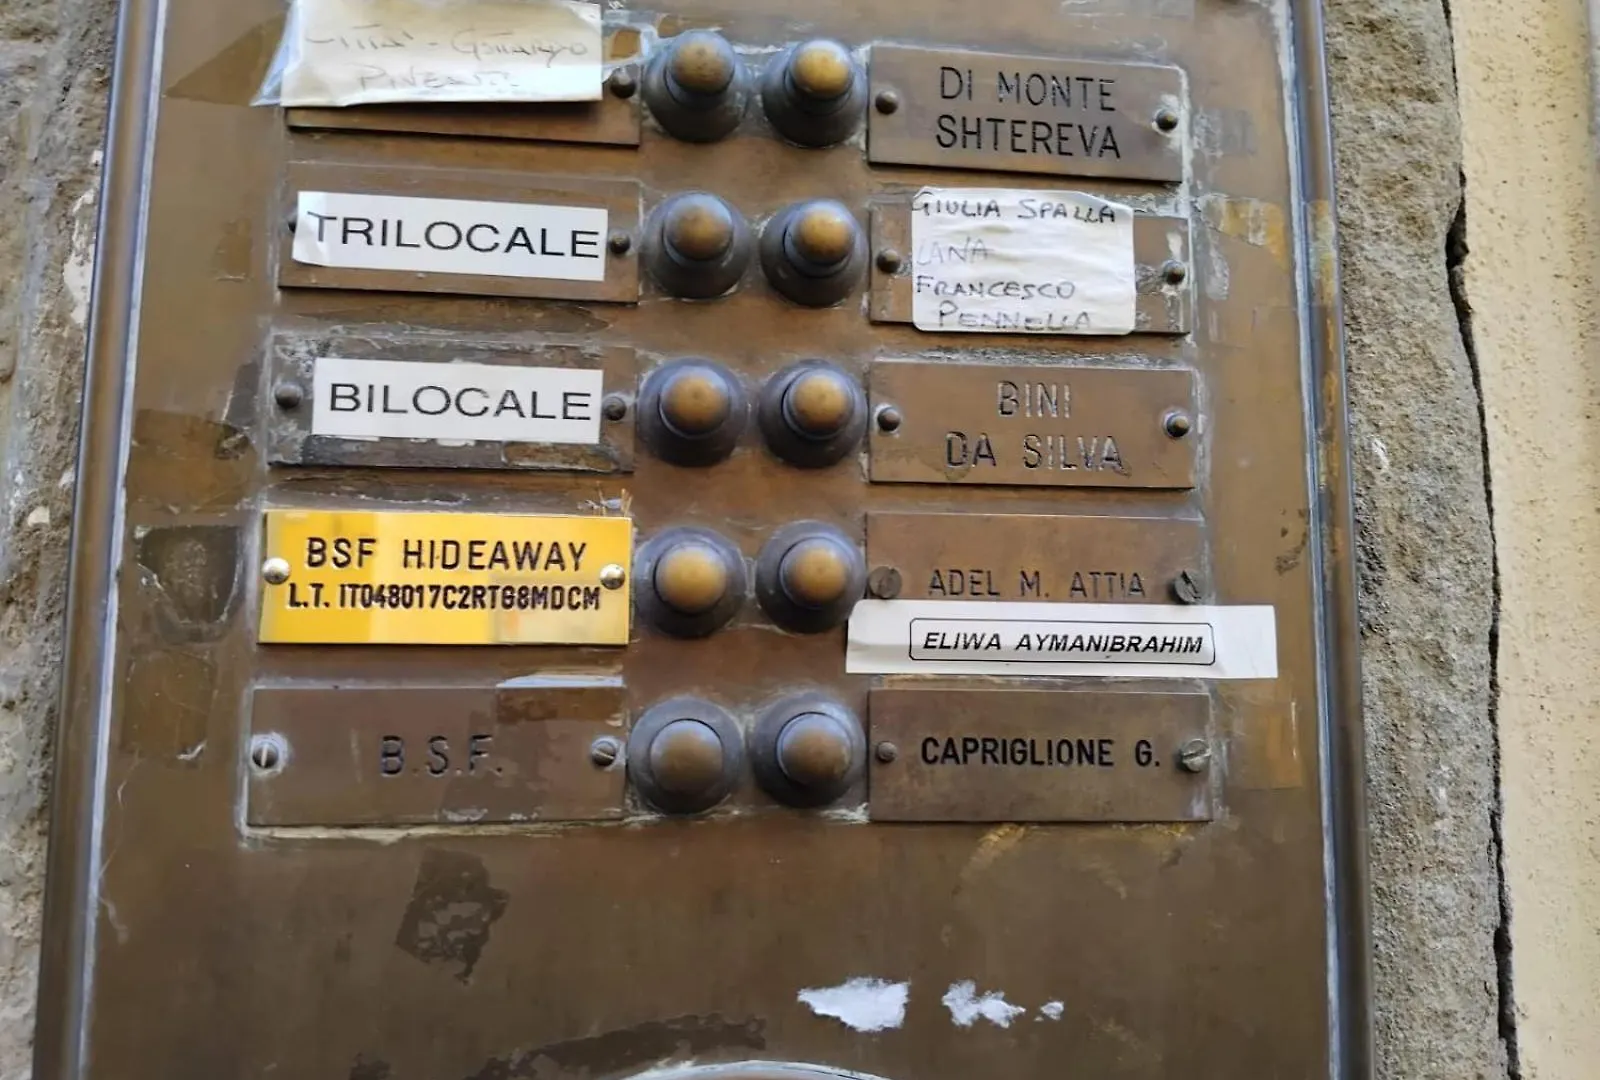 CITTA' -
DI MONTE
SHTEREVA
TRILOCALE
GIULIA SPALLA
LANA
FRANCESCO
PENNELLA
BILOCALE
BINI
DA SILVA
BSF HIDEAWAY
L.T. IT048017C2RTG8MDCM
ADEL M. ATTIA
ELIWA AYMANIBRAHIM
B.S.F.
CAPRIGLIONE G.